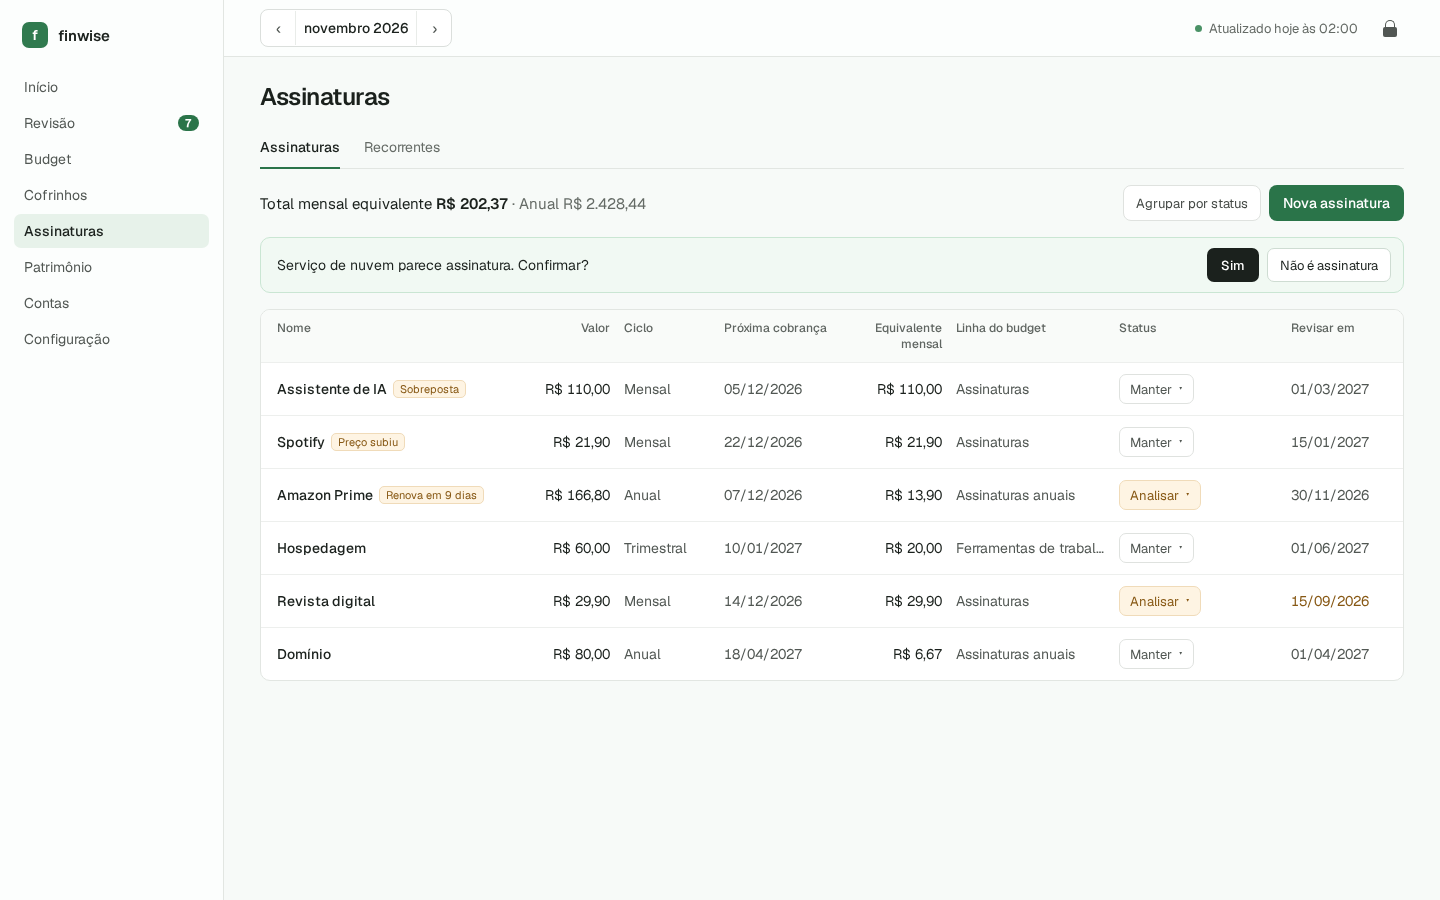 f finwise
‹ novembro 2026 ›
Atualizado hoje às 02:00
Início
Revisão 7
Budget
Cofrinhos
Assinaturas
Patrimônio
Contas
Configuração
Assinaturas
Assinaturas Recorrentes
Total mensal equivalente R$ 202,37 · Anual R$ 2.428,44
Agrupar por status
Nova assinatura
Serviço de nuvem parece assinatura. Confirmar?
Sim
Não é assinatura
Nome Valor Ciclo Próxima cobrança Equivalente mensal Linha do budget Status Revisar em
Assistente de IA Sobreposta R$ 110,00 Mensal 05/12/2026 R$ 110,00 Assinaturas Manter 01/03/2027
Spotify Preço subiu R$ 21,90 Mensal 22/12/2026 R$ 21,90 Assinaturas Manter 15/01/2027
Amazon Prime Renova em 9 dias R$ 166,80 Anual 07/12/2026 R$ 13,90 Assinaturas anuais Analisar 30/11/2026
Hospedagem R$ 60,00 Trimestral 10/01/2027 R$ 20,00 Ferramentas de trabal... Manter 01/06/2027
Revista digital R$ 29,90 Mensal 14/12/2026 R$ 29,90 Assinaturas Analisar 15/09/2026
Domínio R$ 80,00 Anual 18/04/2027 R$ 6,67 Assinaturas anuais Manter 01/04/2027